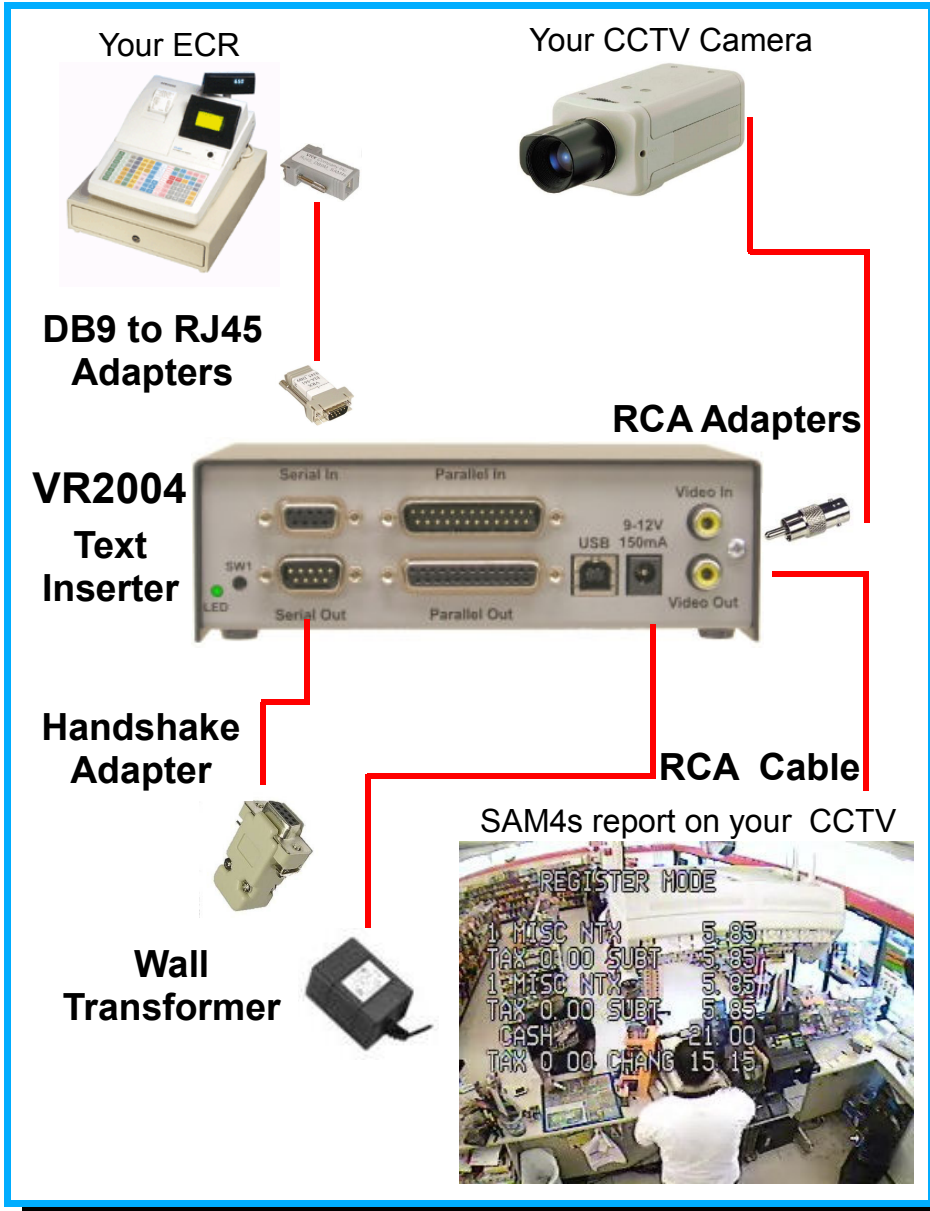 Your ECR
Your CCTV Camera
DB9 to RJ45
Adapters
RCA Adapters
VR2004
Text
Inserter
Serial In
Parallel In
Video In
9-12V
USB 150mA
SW1
LED
Serial Out
Parallel Out
Video Out
Handshake
Adapter
RCA Cable
SAM4s report on your CCTV
REGISTER MODE
1 MISC NTX 5.85
TAX 0.00 SUBT 5.85
1 MISC NTX 5.85
TAX 0.00 SUBT 5.85
CASH 21.00
TAX 0.00 CHANG 15.15
Wall
Transformer